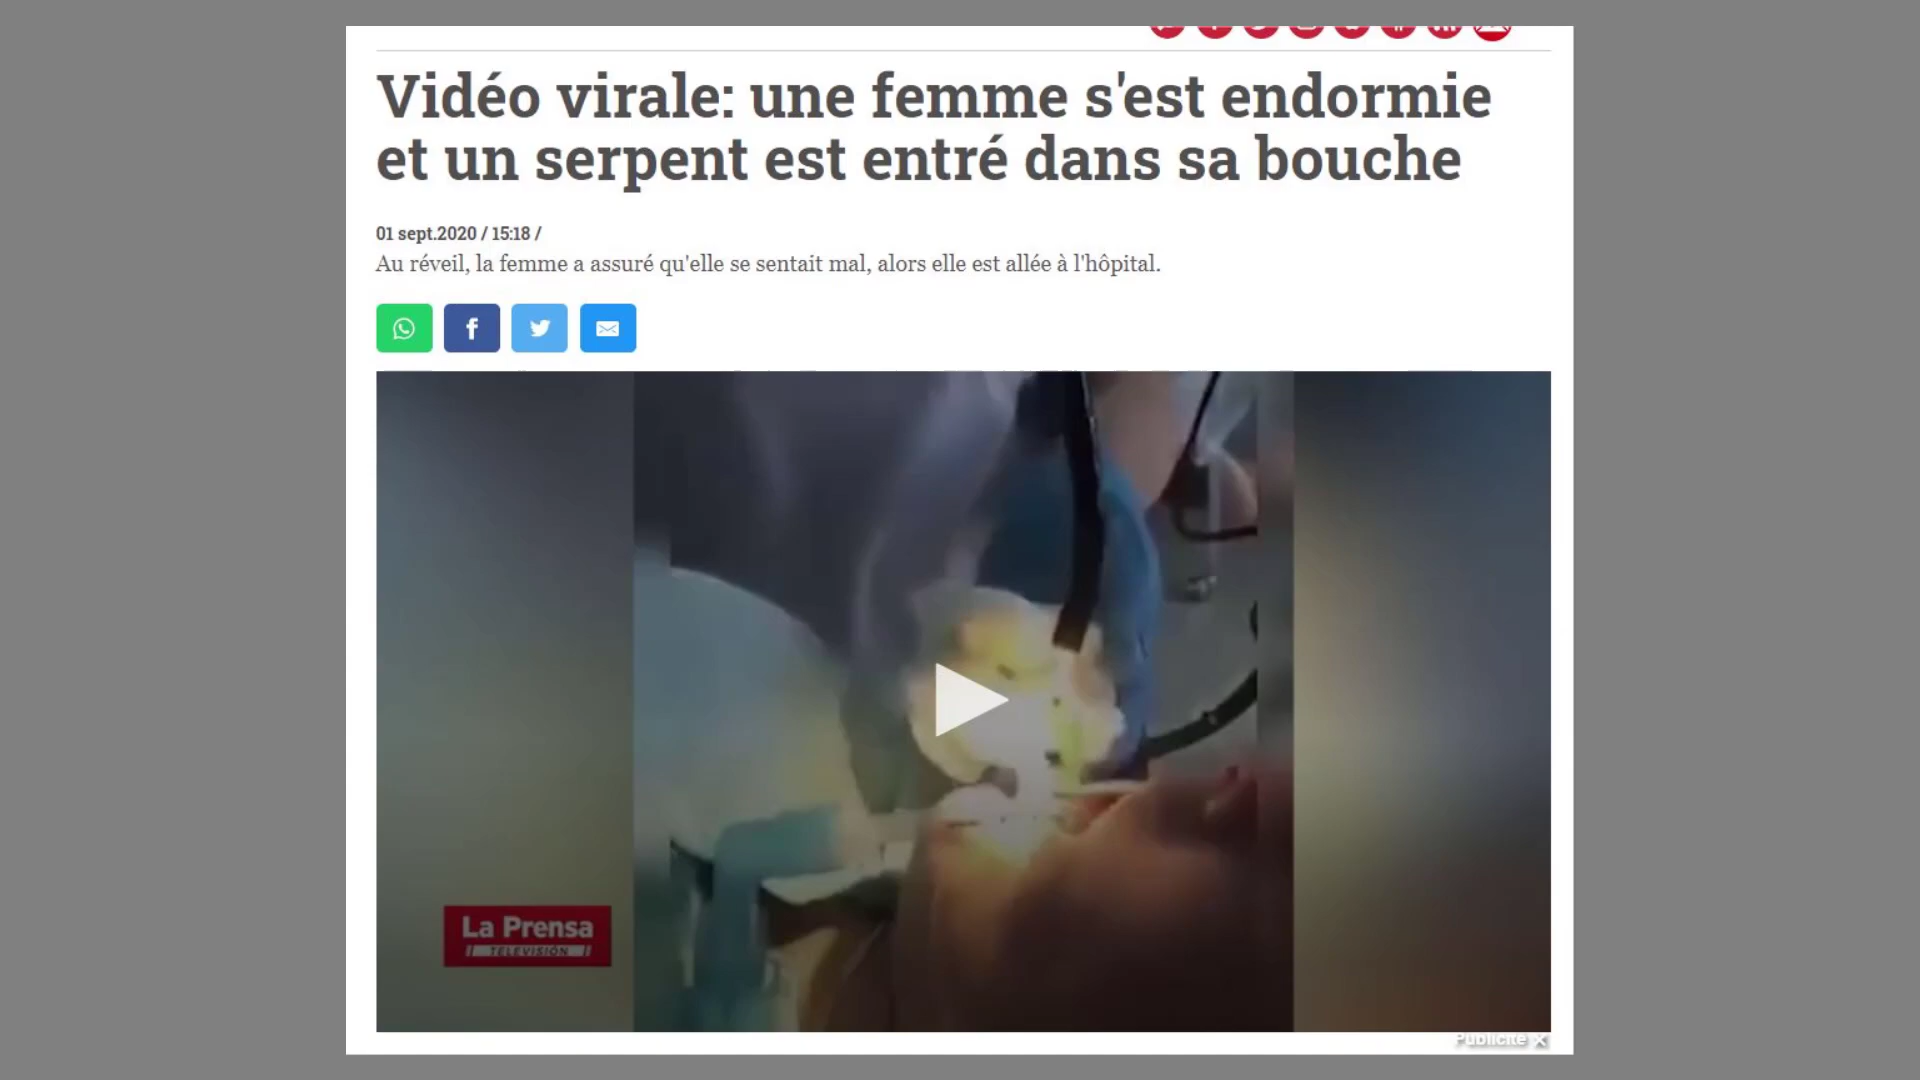 Vidéo virale: une femme s'est endormie
et un serpent est entré dans sa bouche
01 sept.2020 / 15:18 /
Au réveil, la femme a assuré qu'elle se sentait mal, alors elle est allée à l'hôpital.
La Prensa
TELEVISIÓN
Publicité X